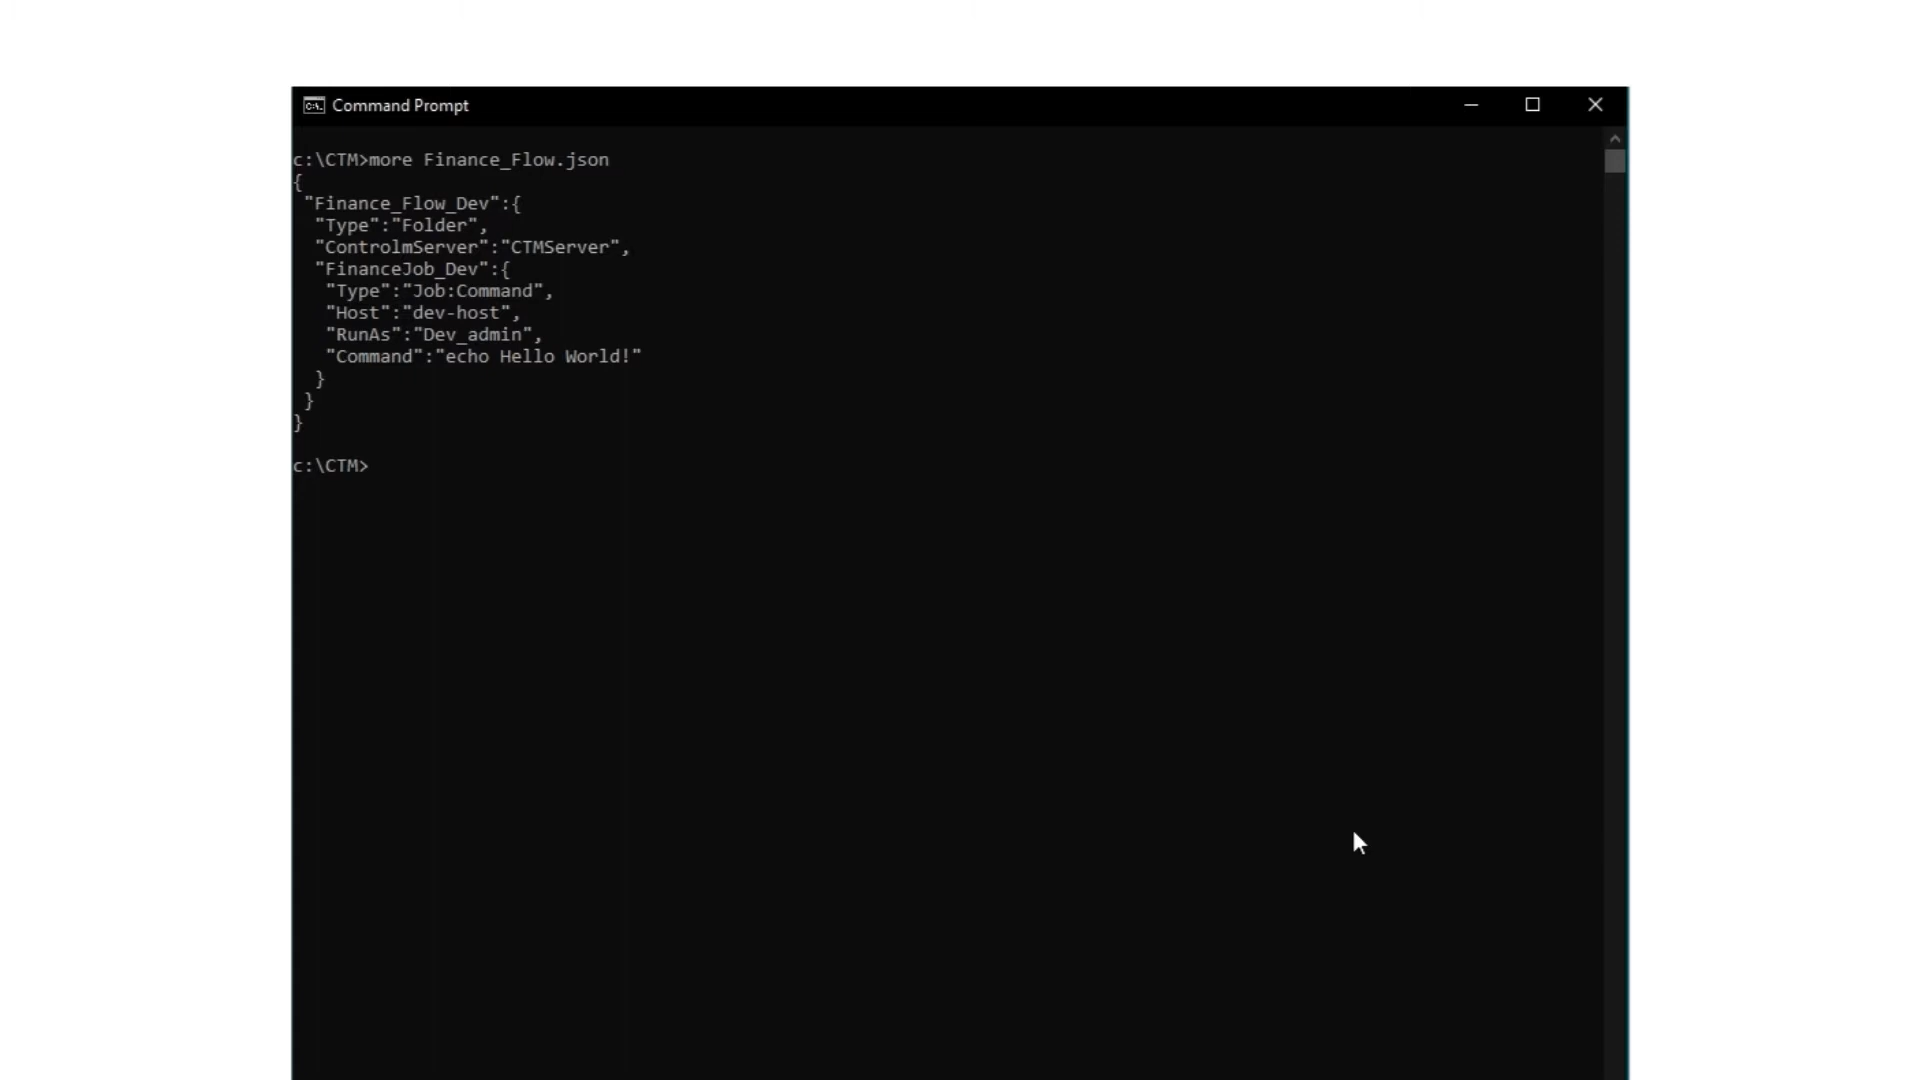 Command Prompt
c:\CTM>more Finance_Flow.json
{
 "Finance_Flow_Dev":{
  "Type":"Folder",
  "ControlmServer":"CTMServer",
  "FinanceJob_Dev":{
   "Type":"Job:Command",
   "Host":"dev-host",
   "RunAs":"Dev_admin",
   "Command":"echo Hello World!"
  }
 }
}
c:\CTM>